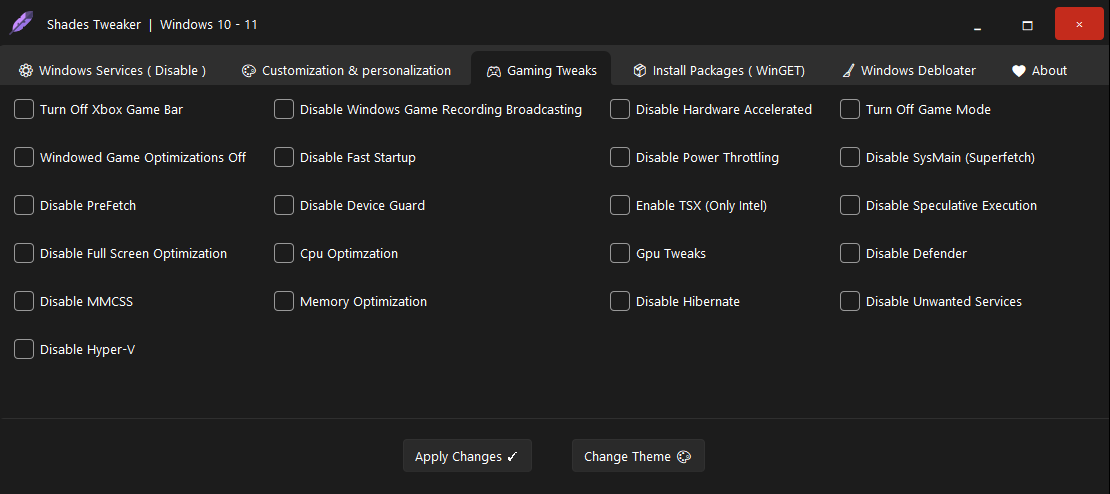 Shades Tweaker | Windows 10 - 11
Windows Services ( Disable ) Customization & personalization Gaming Tweaks Install Packages ( WinGET) Windows Debloater About
Turn Off Xbox Game Bar Disable Windows Game Recording Broadcasting Disable Hardware Accelerated Turn Off Game Mode
Windowed Game Optimizations Off Disable Fast Startup Disable Power Throttling Disable SysMain (Superfetch)
Disable PreFetch Disable Device Guard Enable TSX (Only Intel) Disable Speculative Execution
Disable Full Screen Optimization Cpu Optimzation Gpu Tweaks Disable Defender
Disable MMCSS Memory Optimization Disable Hibernate Disable Unwanted Services
Disable Hyper-V
Apply Changes ✓ Change Theme